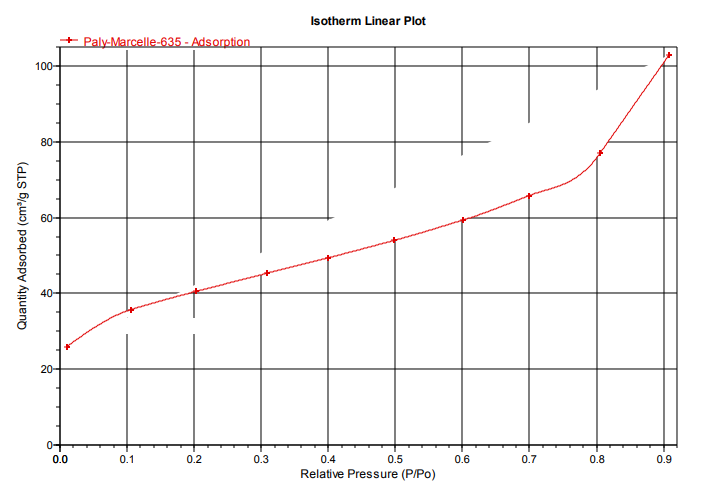 Isotherm Linear Plot
Paly-Marcelle-635 - Adsorption
Quantity Adsorbed (cm³/g STP)
100
80
60
40
20
0
0.0 0.1 0.2 0.3 0.4 0.5 0.6 0.7 0.8 0.9
Relative Pressure (P/Po)